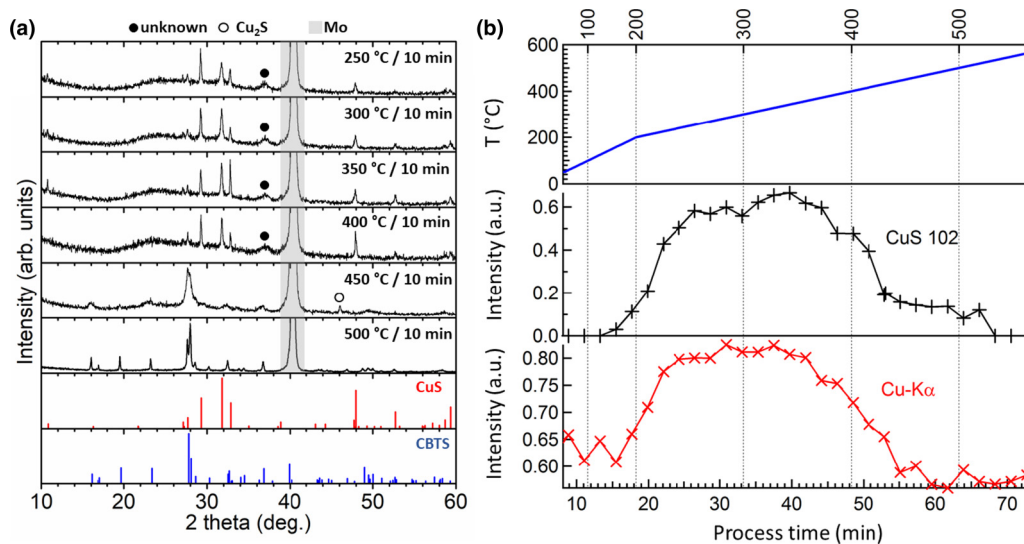 (a)
● unknown ○ Cu₂S Mo
250 °C / 10 min
300 °C / 10 min
350 °C / 10 min
400 °C / 10 min
450 °C / 10 min
500 °C / 10 min
CuS
CBTS
Intensity (arb. units)
10 20 30 40 50 60
2 theta (deg.)
(b)
100 200 300 400 500
600
400
200
0
T (°C)
0.6
0.4
0.2
0.0
Intensity (a.u.)
CuS 102
0.80
0.75
0.70
0.65
0.60
Intensity (a.u.)
Cu-Kα
10 20 30 40 50 60 70
Process time (min)